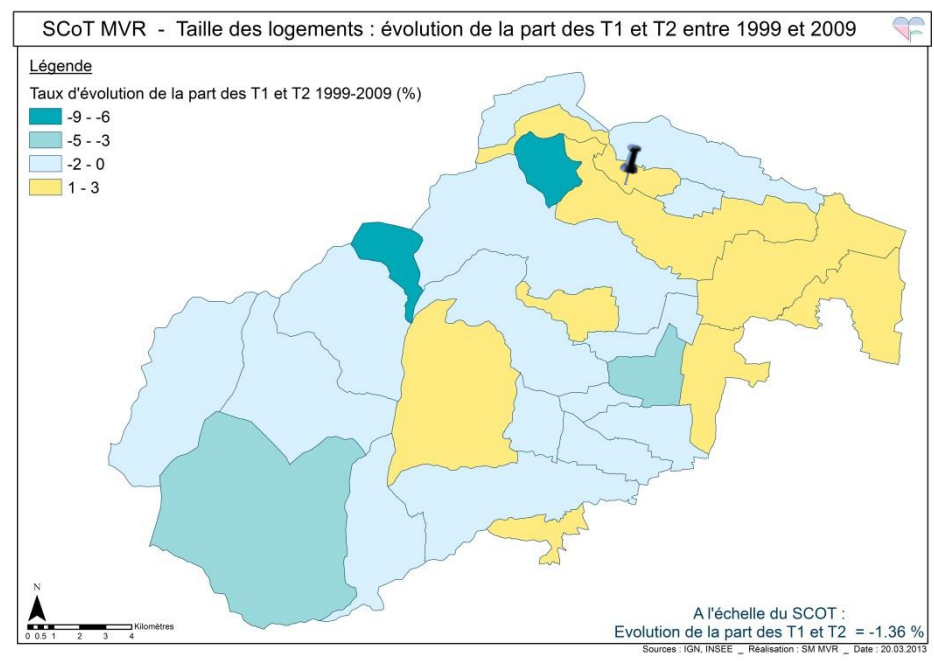 SCoT MVR - Taille des logements : évolution de la part des T1 et T2 entre 1999 et 2009
Légende
Taux d'évolution de la part des T1 et T2 1999-2009 (%)
-9 - -6
-5 - -3
-2 - 0
1 - 3
N
0 0.5 1 2 3 4 Kilomètres
A l'échelle du SCOT :
Evolution de la part des T1 et T2 = -1.36 %
Sources : IGN, INSEE _ Réalisation : SM MVR _ Date : 20.03.2013